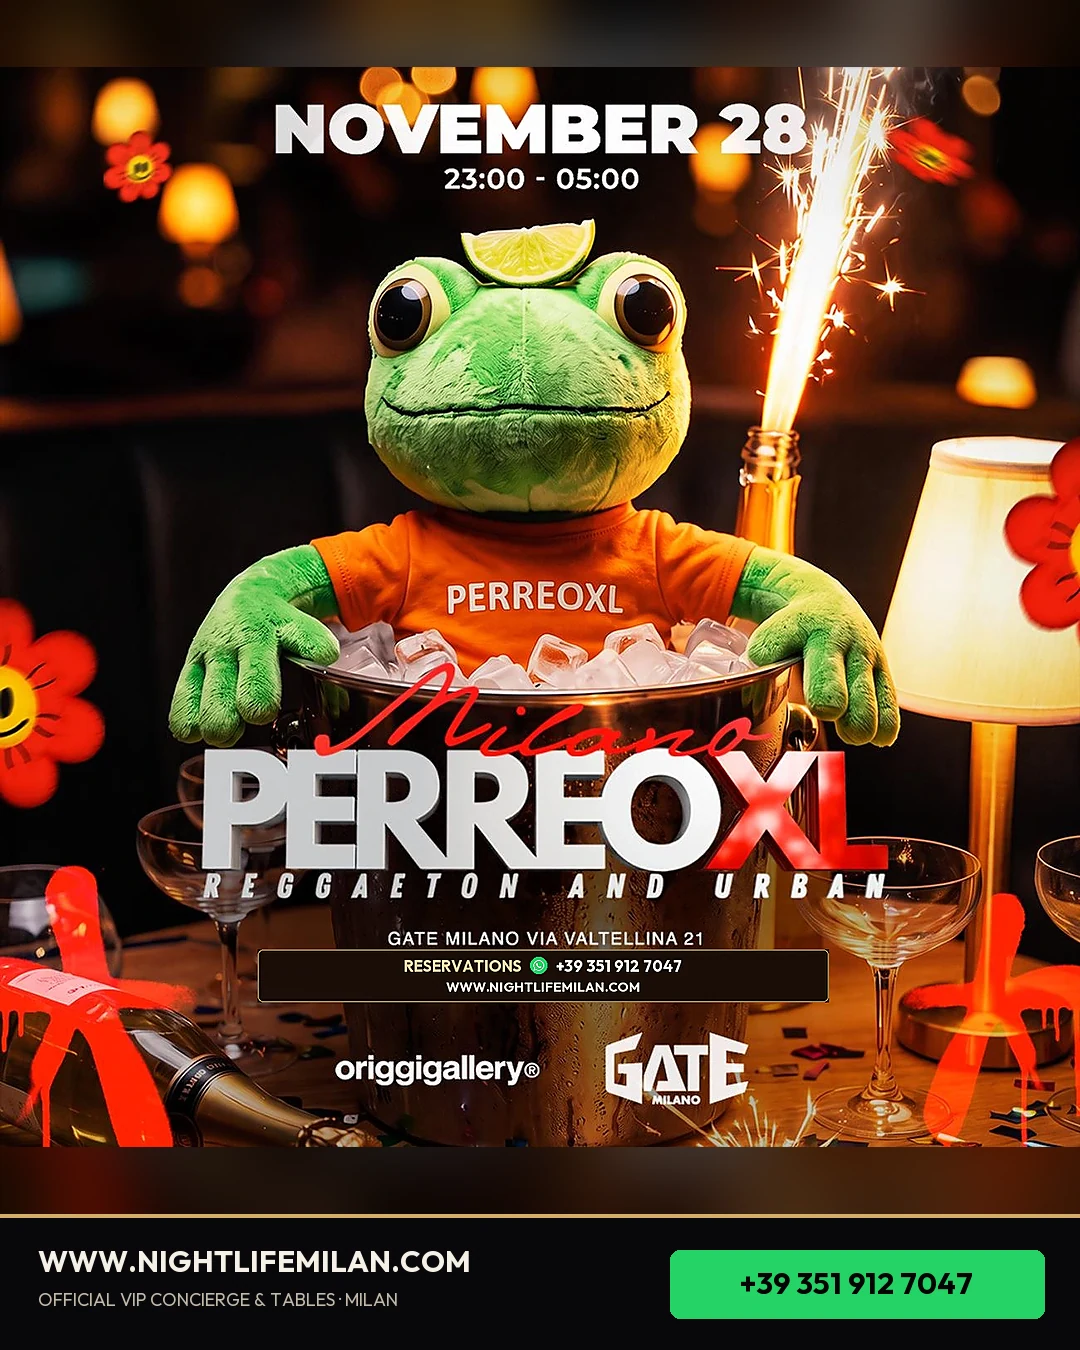 NOVEMBER 28
23:00 - 05:00
PERREOXL
Milano
PERREOXL
REGGAETON AND URBAN
GATE MILANO VIA VALTELLINA 21
RESERVATIONS +39 351 912 7047
WWW.NIGHTLIFEMILAN.COM
origgigallery®
GATE
MILANO
WWW.NIGHTLIFEMILAN.COM
OFFICIAL VIP CONCIERGE & TABLES · MILAN
+39 351 912 7047